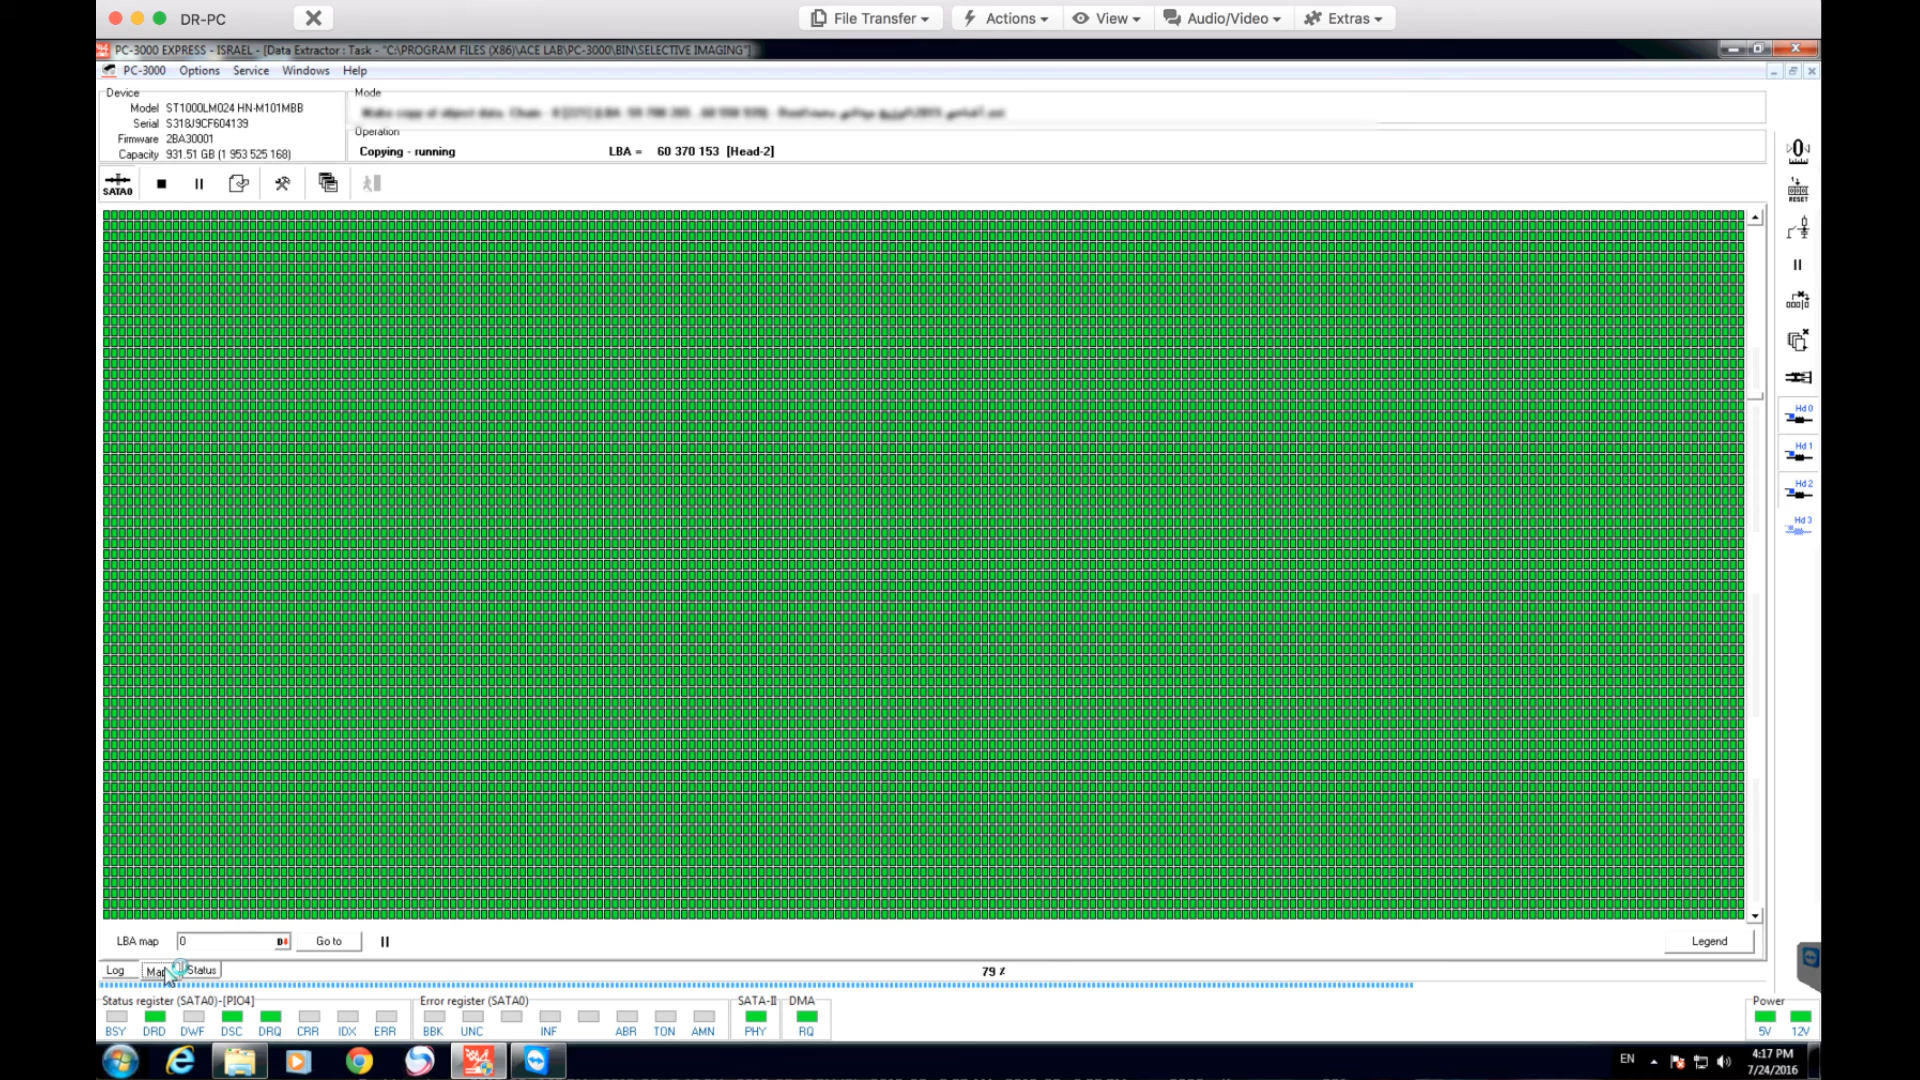 DR-PC
File Transfer
Actions
View
Audio/Video
Extras
PC-3000 EXPRESS - ISRAEL - [Data Extractor : Task - "C:\PROGRAM FILES (X86)\ACE LAB\PC-3000\BIN\SELECTIVE IMAGING"]
PC-3000 Options Service Windows Help
Device
Model ST1000LM024 HN-M101MBB
Serial S318J9CF604139
Firmware 2BA30001
Capacity 931.51 GB (1 953 525 168)
Mode
Operation
Copying - running LBA = 60 370 153 [Head-2]
SATA0
RESET
Hd 0
Hd 1
Hd 2
Hd 3
LBA map 0 Go to Legend
Log Map Status 79 %
Status register (SATA0)-[PIO4] Error register (SATA0) SATA-II DMA Power
BSY DRD DWF DSC DRQ CRR IDX ERR BBK UNC INF ABR TON AMN PHY RQ 5V 12V
EN 4:17 PM
7/24/2016